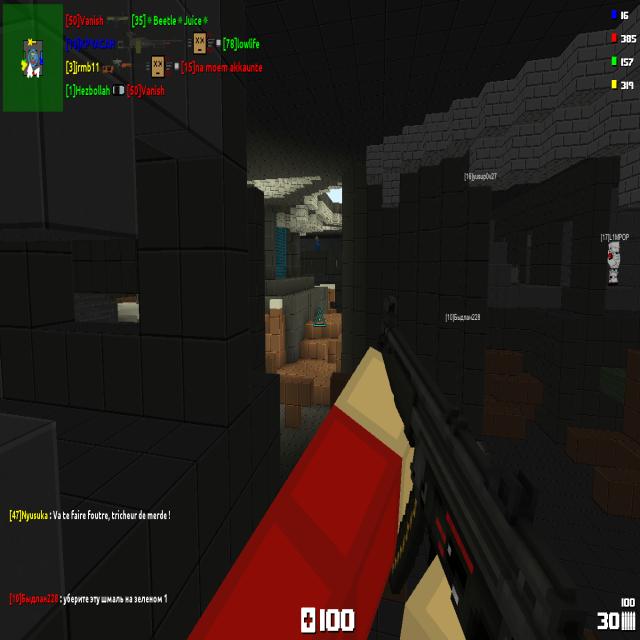 [50]Vanish [35]*Beetle*Juice*
[78]lowlife
[3]jrmb11 [15]na moem akkaunte
[1]Hezbollah [50]Vanish
16
385
157
319
[16]yusup0v27
[17]L1MPOP
[10]Быдлан228
[47]Nyusuka : Va te Faire Foutre, tricheur de merde !
[10]Быдлан228 : уберите эту шмаль на зеленом 1
100
100
30